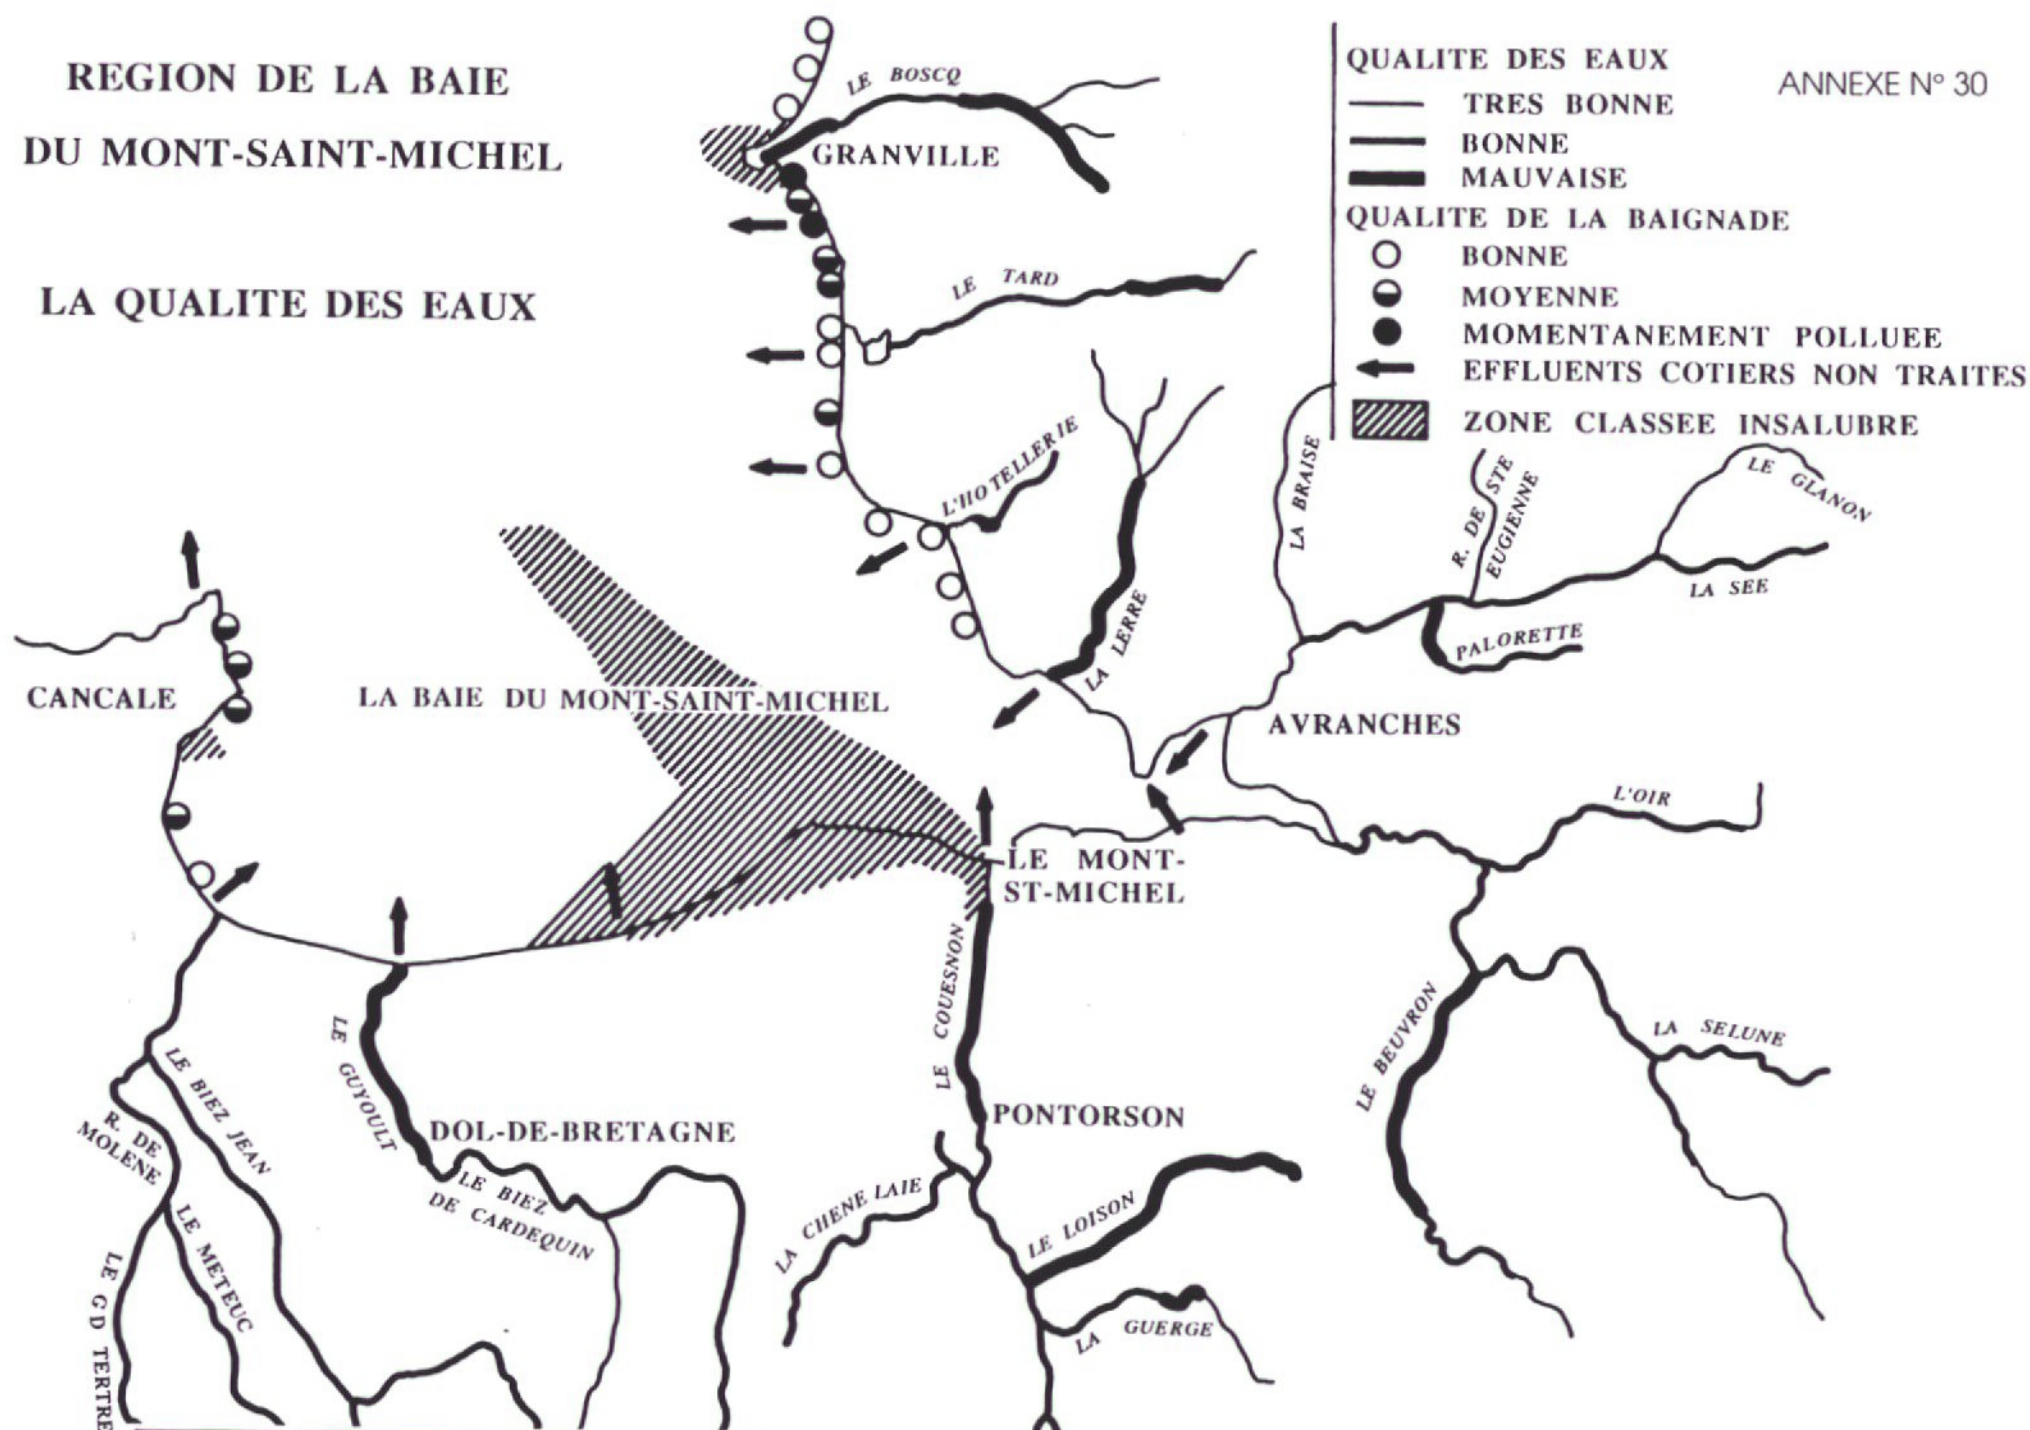 REGION DE LA BAIE
DU MONT-SAINT-MICHEL
LA QUALITE DES EAUX
ANNEXE N° 30
QUALITE DES EAUX
TRES BONNE
BONNE
MAUVAISE
QUALITE DE LA BAIGNADE
BONNE
MOYENNE
MOMENTANEMENT POLLUEE
EFFLUENTS COTIERS NON TRAITES
ZONE CLASSEE INSALUBRE
LE BOSCQ
GRANVILLE
LE TARD
L'HOTELLERIE
LA BRAISE
R. DE STE
EUGIENNE
LE GLANON
LA SEE
LA LERRE
PALORETTE
CANCALE
LA BAIE DU MONT-SAINT-MICHEL
AVRANCHES
L'OIR
LE MONT-
ST-MICHEL
LE COUESNON
LE GUYOULT
LE BEUVRON
LA SELUNE
LE BIEZ JEAN
R. DE
MOLENE
DOL-DE-BRETAGNE
PONTORSON
LE BIEZ
DE CARDEQUIN
LA CHENE LAIE
LE LOISON
LE METEUC
LE GD TERTRE
LA GUERGE